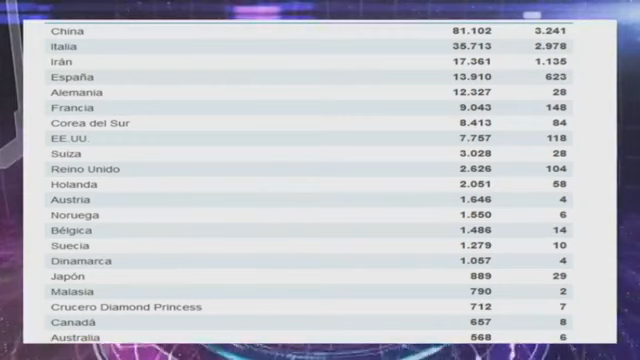 China 81.102 3.241
Italia 35.713 2.978
Irán 17.361 1.135
España 13.910 623
Alemania 12.327 28
Francia 9.043 148
Corea del Sur 8.413 84
EE.UU. 7.757 118
Suiza 3.028 28
Reino Unido 2.626 104
Holanda 2.051 58
Austria 1.646 4
Noruega 1.550 6
Bélgica 1.486 14
Suecia 1.279 10
Dinamarca 1.057 4
Japón 889 29
Malasia 790 2
Crucero Diamond Princess 712 7
Canadá 657 8
Australia 568 6